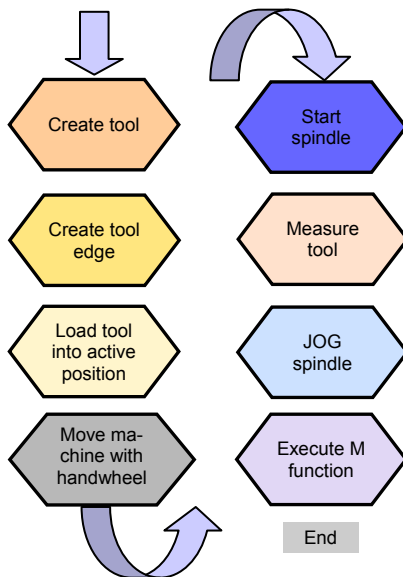 Create tool
Create tool
edge
Load tool
into active
position
Move ma-
chine with
handwheel
Start
spindle
Measure
tool
JOG
spindle
Execute M
function
End